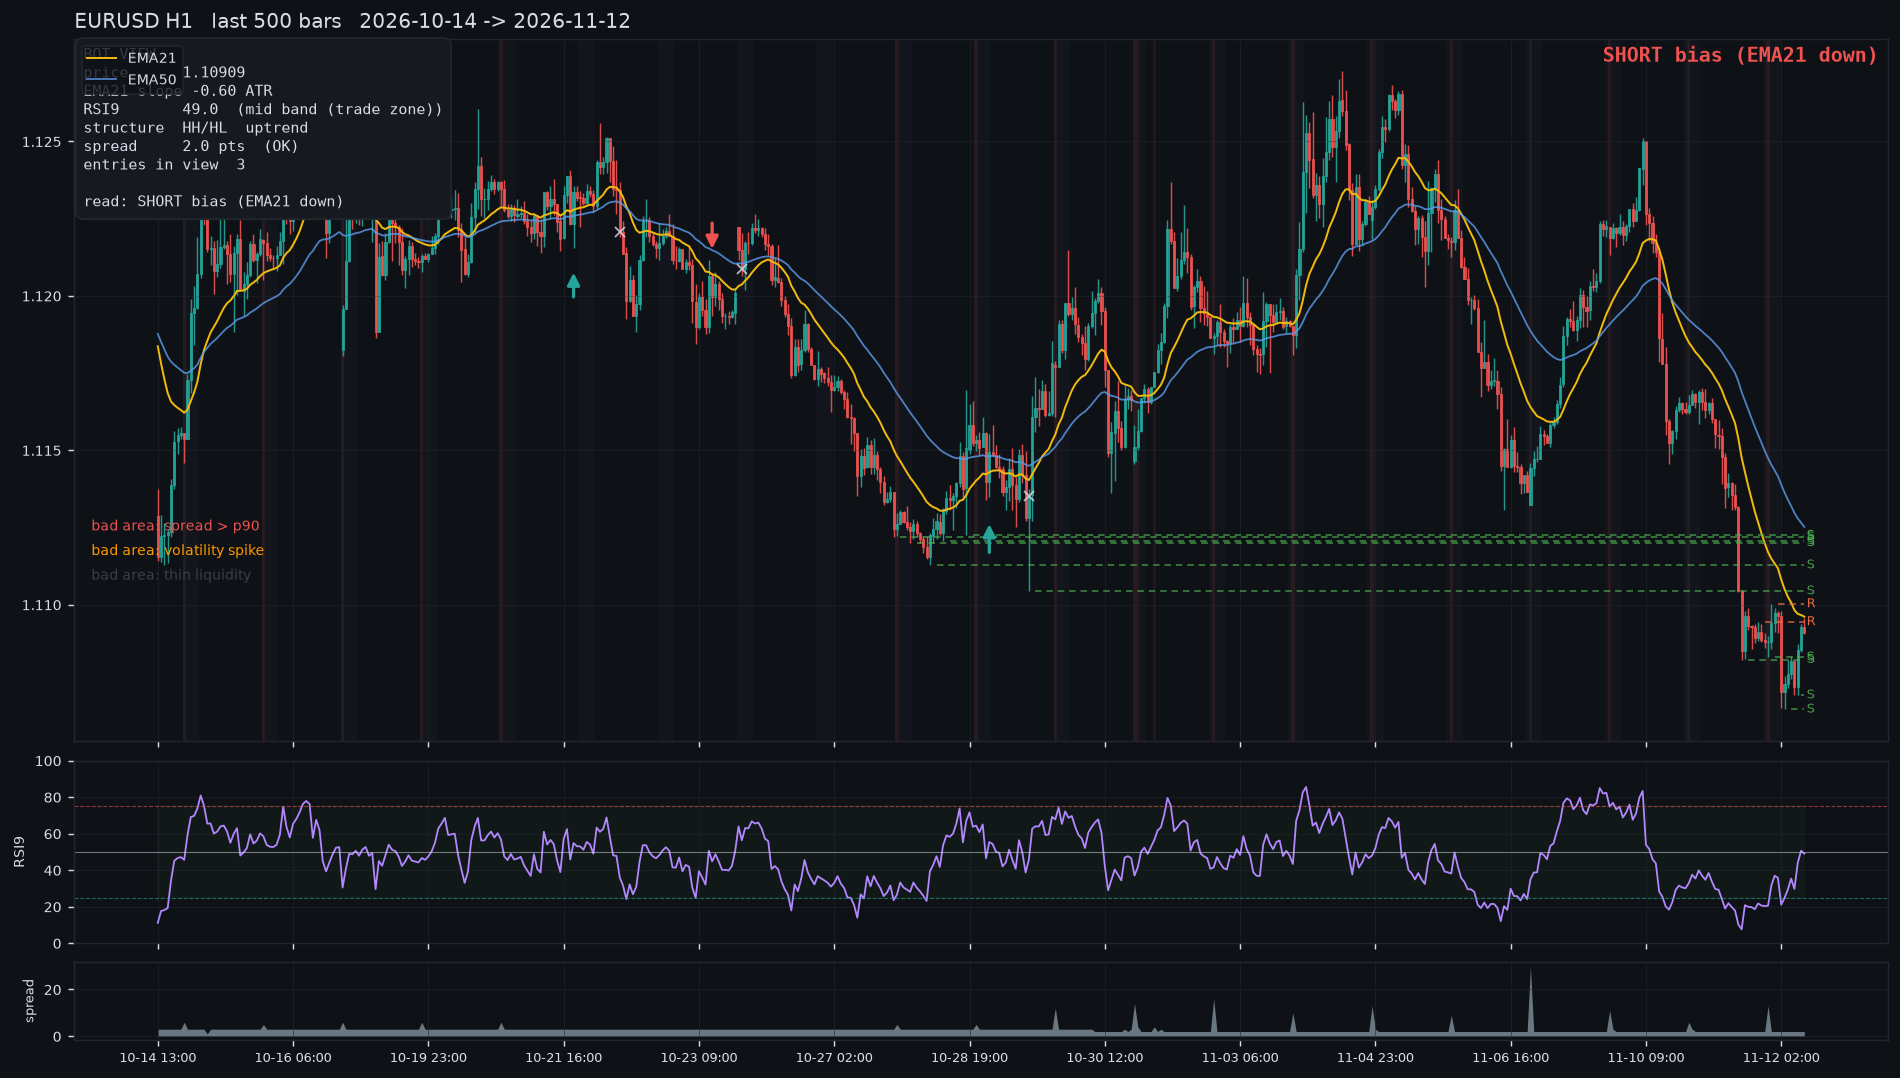 EURUSD H1   last 500 bars   2026-10-14 -> 2026-11-12
SHORT bias (EMA21 down)
BOT VIEW
EMA21
price 1.10909
EMA50
EMA21 slope -0.60 ATR
RSI9 49.0 (mid band (trade zone))
structure HH/HL uptrend
spread 2.0 pts (OK)
entries in view 3
read: SHORT bias (EMA21 down)
1.125
1.120
1.115
1.110
bad area: spread > p90
bad area: volatility spike
bad area: thin liquidity
S
S
S
S
R
R
S
S
S
100
80
60
40
20
0
RSI9
20
0
spread
10-14 13:00
10-16 06:00
10-19 23:00
10-21 16:00
10-23 09:00
10-27 02:00
10-28 19:00
10-30 12:00
11-03 06:00
11-04 23:00
11-06 16:00
11-10 09:00
11-12 02:00